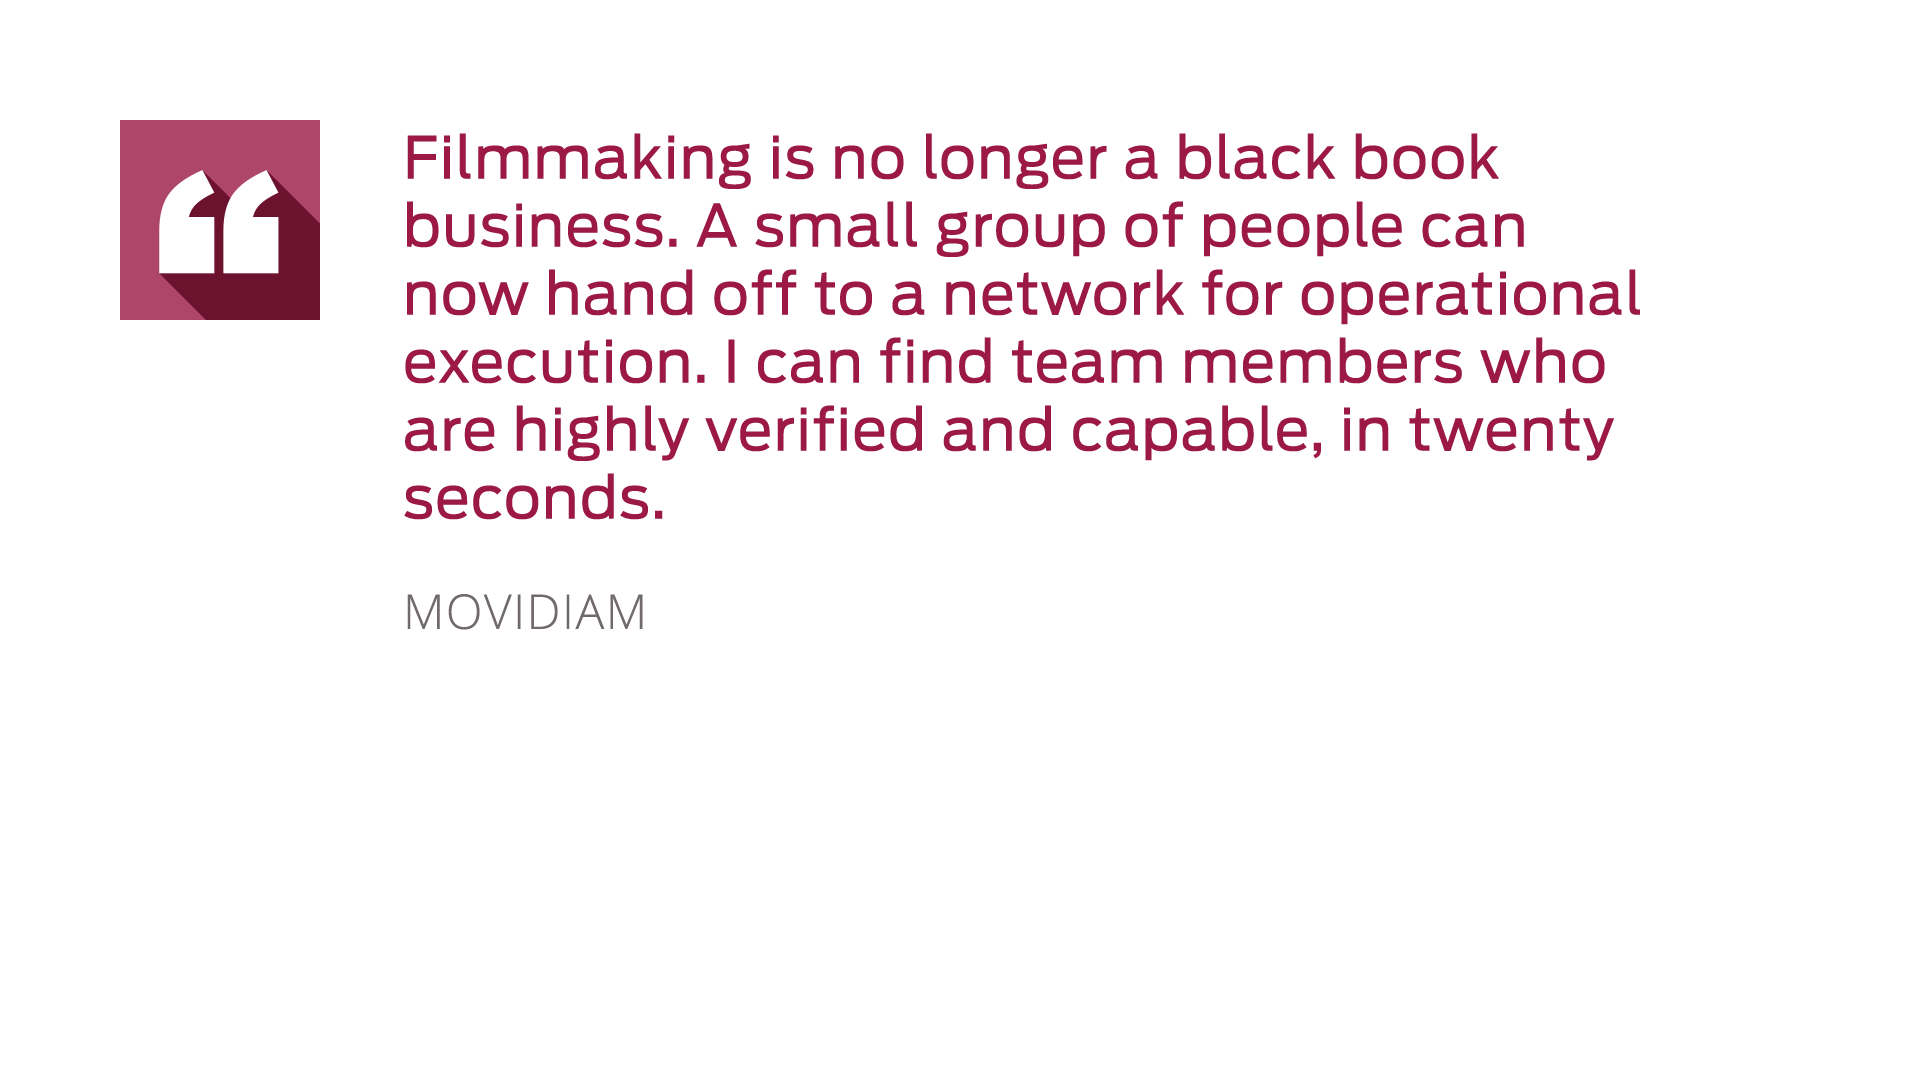 Filmmaking is no longer a black book
business. A small group of people can
now hand off to a network for operational
execution. I can find team members who
are highly verified and capable, in twenty
seconds.
MOVIDIAM